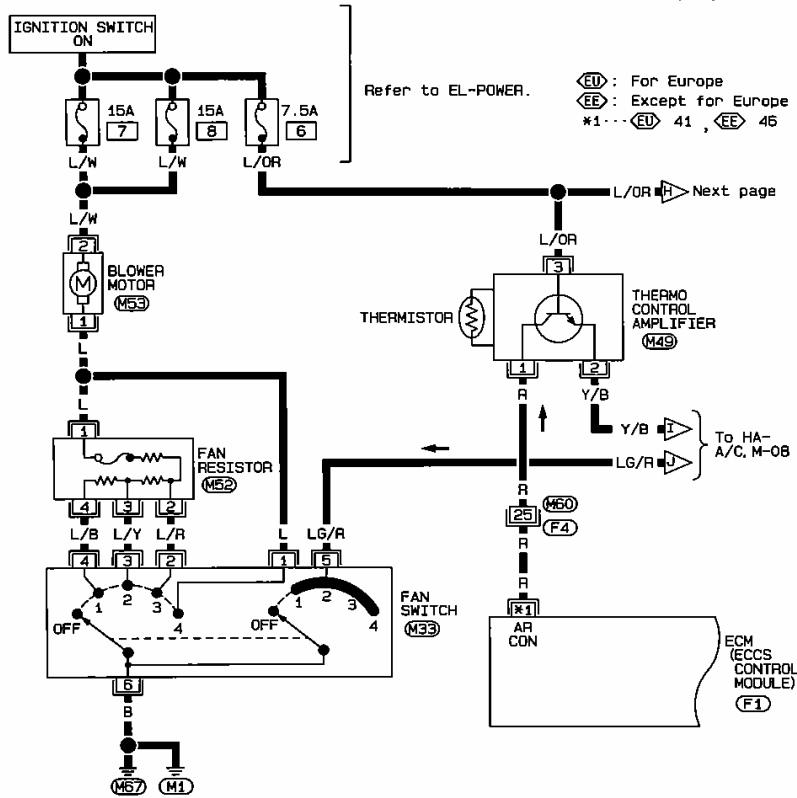 IGNITION SWITCH
ON
15A
7
15A
8
7.5A
6
Refer to EL-POWER.
EU : For Europe
EE : Except for Europe
*1··· EU 41 , EE 46
L/W
L/W
L/OR
L/OR
H
Next page
L/W
L/OR
2
M
BLOWER
MOTOR
M53
1
3
THERMISTOR
THERMO
CONTROL
AMPLIFIER
M49
1
2
L
R
Y/B
L
Y/B
I
LG/R
J
To HA-
A/C, M-08
1
FAN
RESISTOR
M52
4
3
2
L/B
L/Y
L/R
L
LG/R
R
25
M60
F4
R
R
4
3
2
1
5
1
2
3
4
OFF
1
2
3
4
OFF
FAN
SWITCH
M33
*1
AR
CON
ECM
(ECCS
CONTROL
MODULE)
F1
6
B
M67
M1